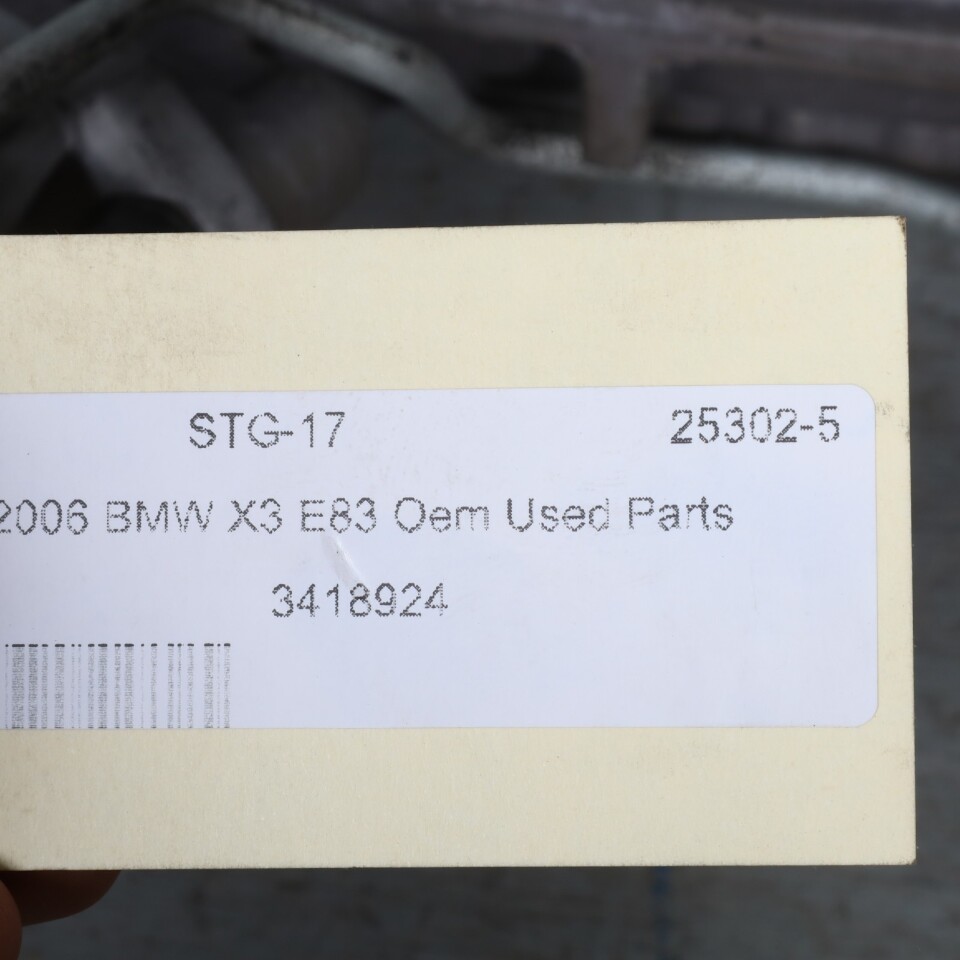 STG-17 25302-5
2006 BMW X3 E83 Oem Used Parts
3418924